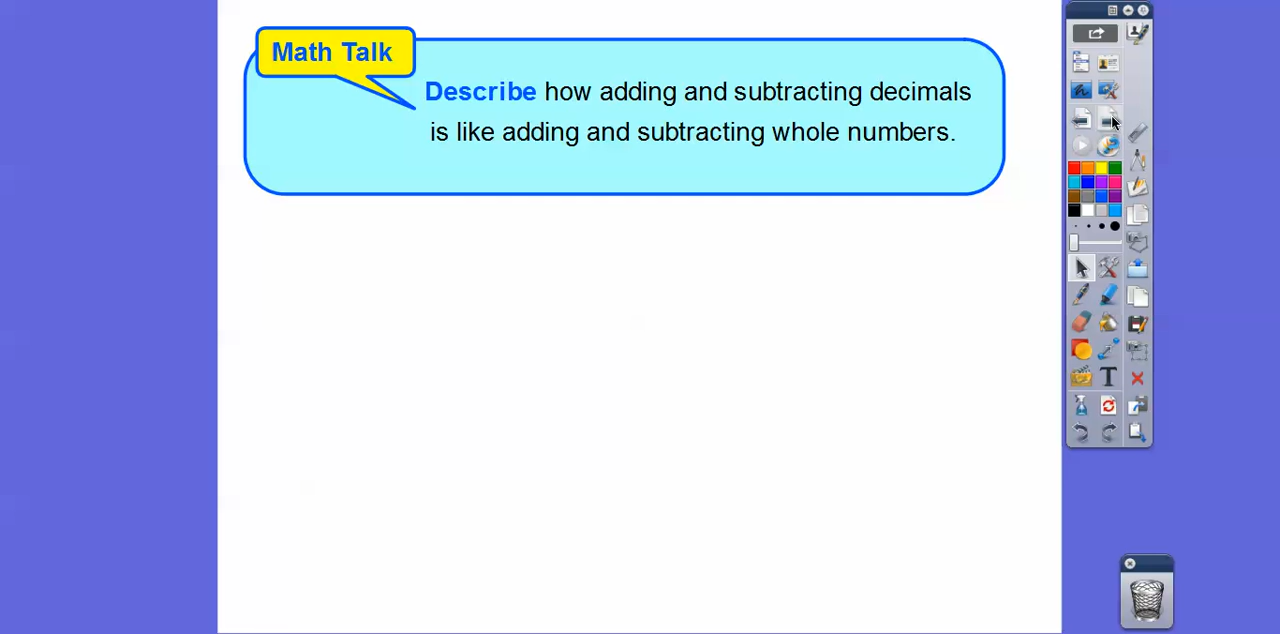 Math Talk
Describe how adding and subtracting decimals
is like adding and subtracting whole numbers.